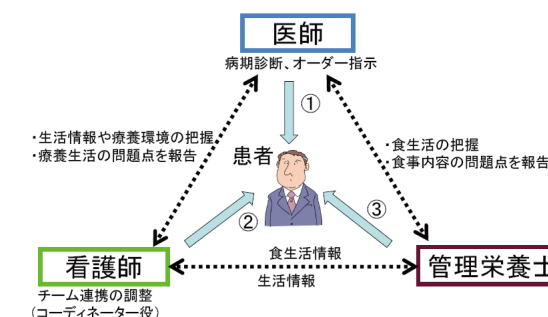 医師
病期診断、オーダー指示
①
・生活情報や療養環境の把握
・療養生活の問題点を報告
患者
・食生活の把握
・食事内容の問題点を報告
②
③
看護師
食生活情報
生活情報
管理栄養士
チーム連携の調整
(コーディネーター役)